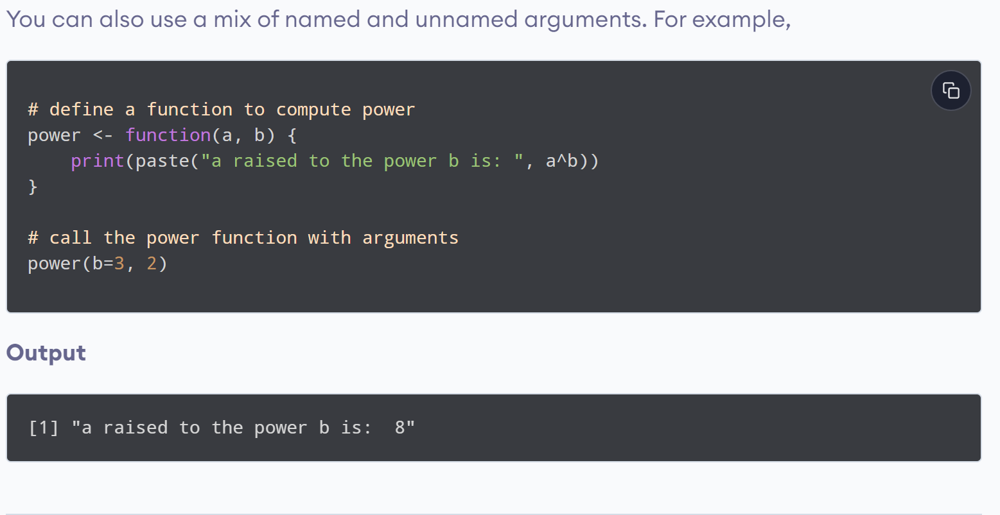 You can also use a mix of named and unnamed arguments. For example,
# define a function to compute power
power <- function(a, b) {
    print(paste("a raised to the power b is: ", a^b))
}
# call the power function with arguments
power(b=3, 2)
Output
[1] "a raised to the power b is:  8"